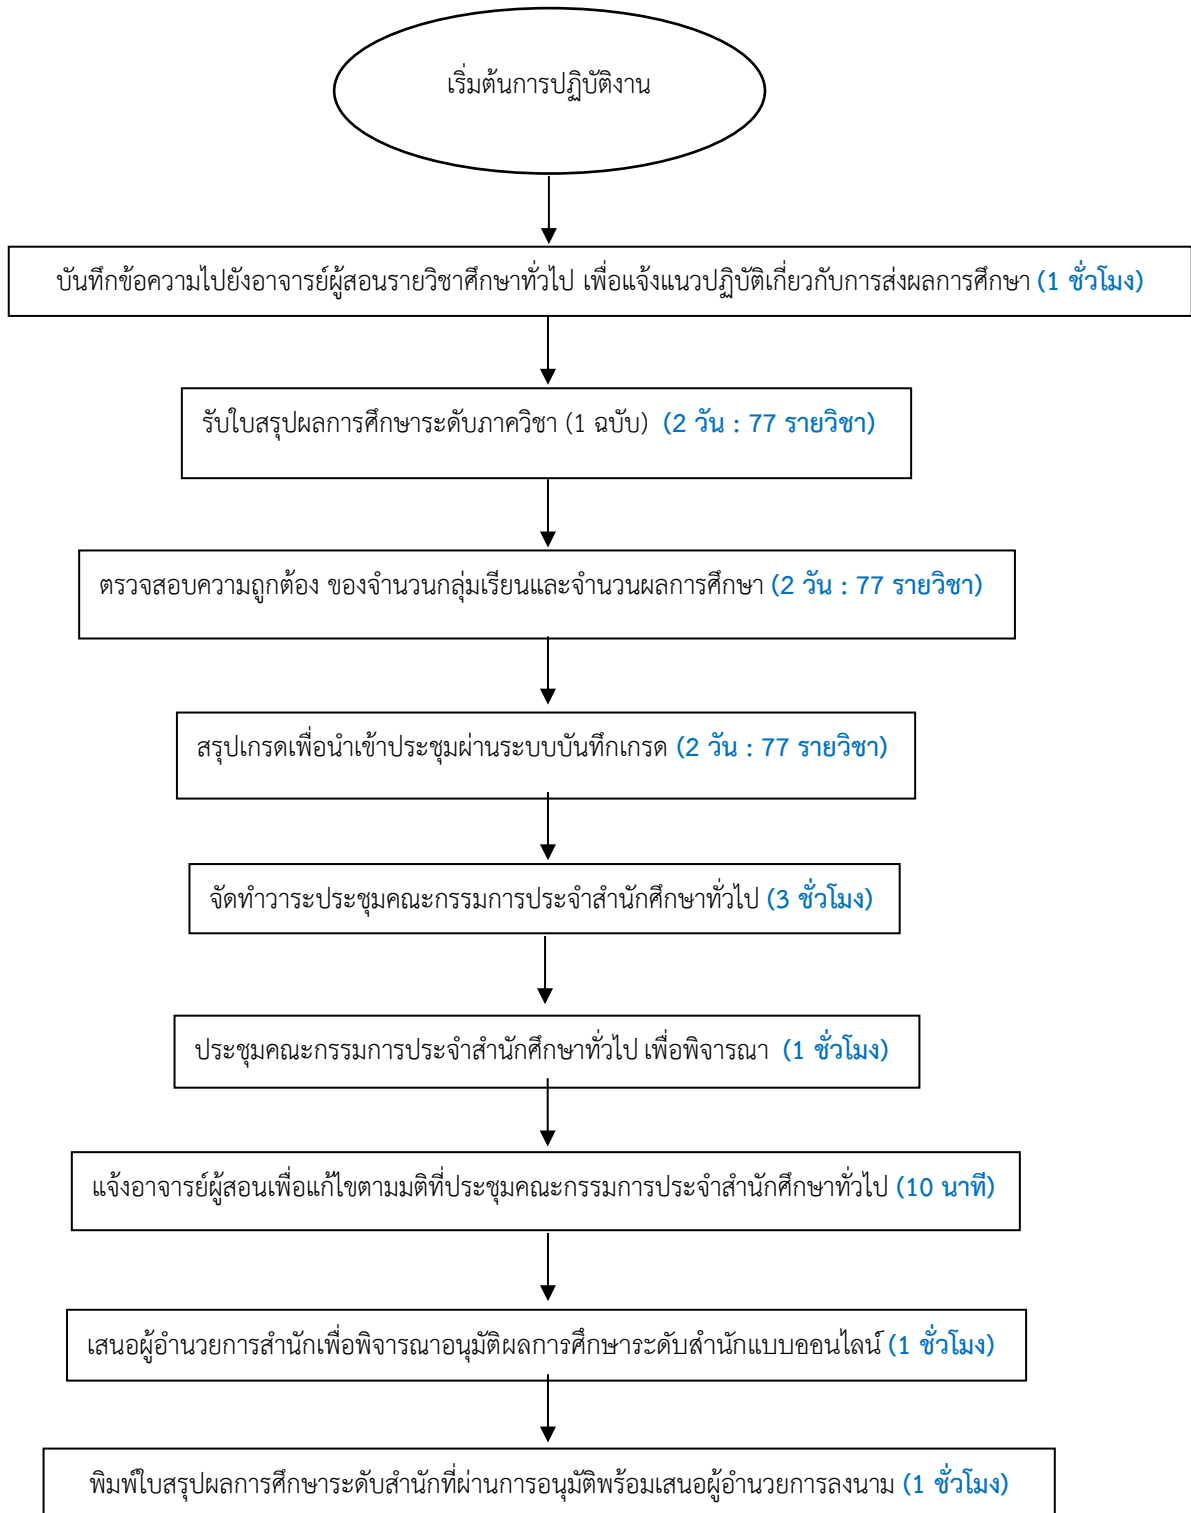 เริ่มต้นการปฏิบัติงาน
บันทึกข้อความไปยังอาจารย์ผู้สอนรายวิชาศึกษาทั่วไป เพื่อแจ้งแนวปฏิบัติเกี่ยวกับการส่งผลการศึกษา (1 ชั่วโมง)
รับใบสรุปผลการศึกษาระดับภาควิชา (1 ฉบับ) (2 วัน : 77 รายวิชา)
ตรวจสอบความถูกต้อง ของจำนวนกลุ่มเรียนและจำนวนผลการศึกษา (2 วัน : 77 รายวิชา)
สรุปเกรดเพื่อนำเข้าประชุมผ่านระบบบันทึกเกรด (2 วัน : 77 รายวิชา)
จัดทำวาระประชุมคณะกรรมการประจำสำนักศึกษาทั่วไป (3 ชั่วโมง)
ประชุมคณะกรรมการประจำสำนักศึกษาทั่วไป เพื่อพิจารณา (1 ชั่วโมง)
แจ้งอาจารย์ผู้สอนเพื่อแก้ไขตามมติที่ประชุมคณะกรรมการประจำสำนักศึกษาทั่วไป (10 นาที)
เสนอผู้อำนวยการสำนักเพื่อพิจารณาอนุมัติผลการศึกษาระดับสำนักแบบออนไลน์ (1 ชั่วโมง)
พิมพ์ใบสรุปผลการศึกษาระดับสำนักที่ผ่านการอนุมัติพร้อมเสนอผู้อำนวยการลงนาม (1 ชั่วโมง)